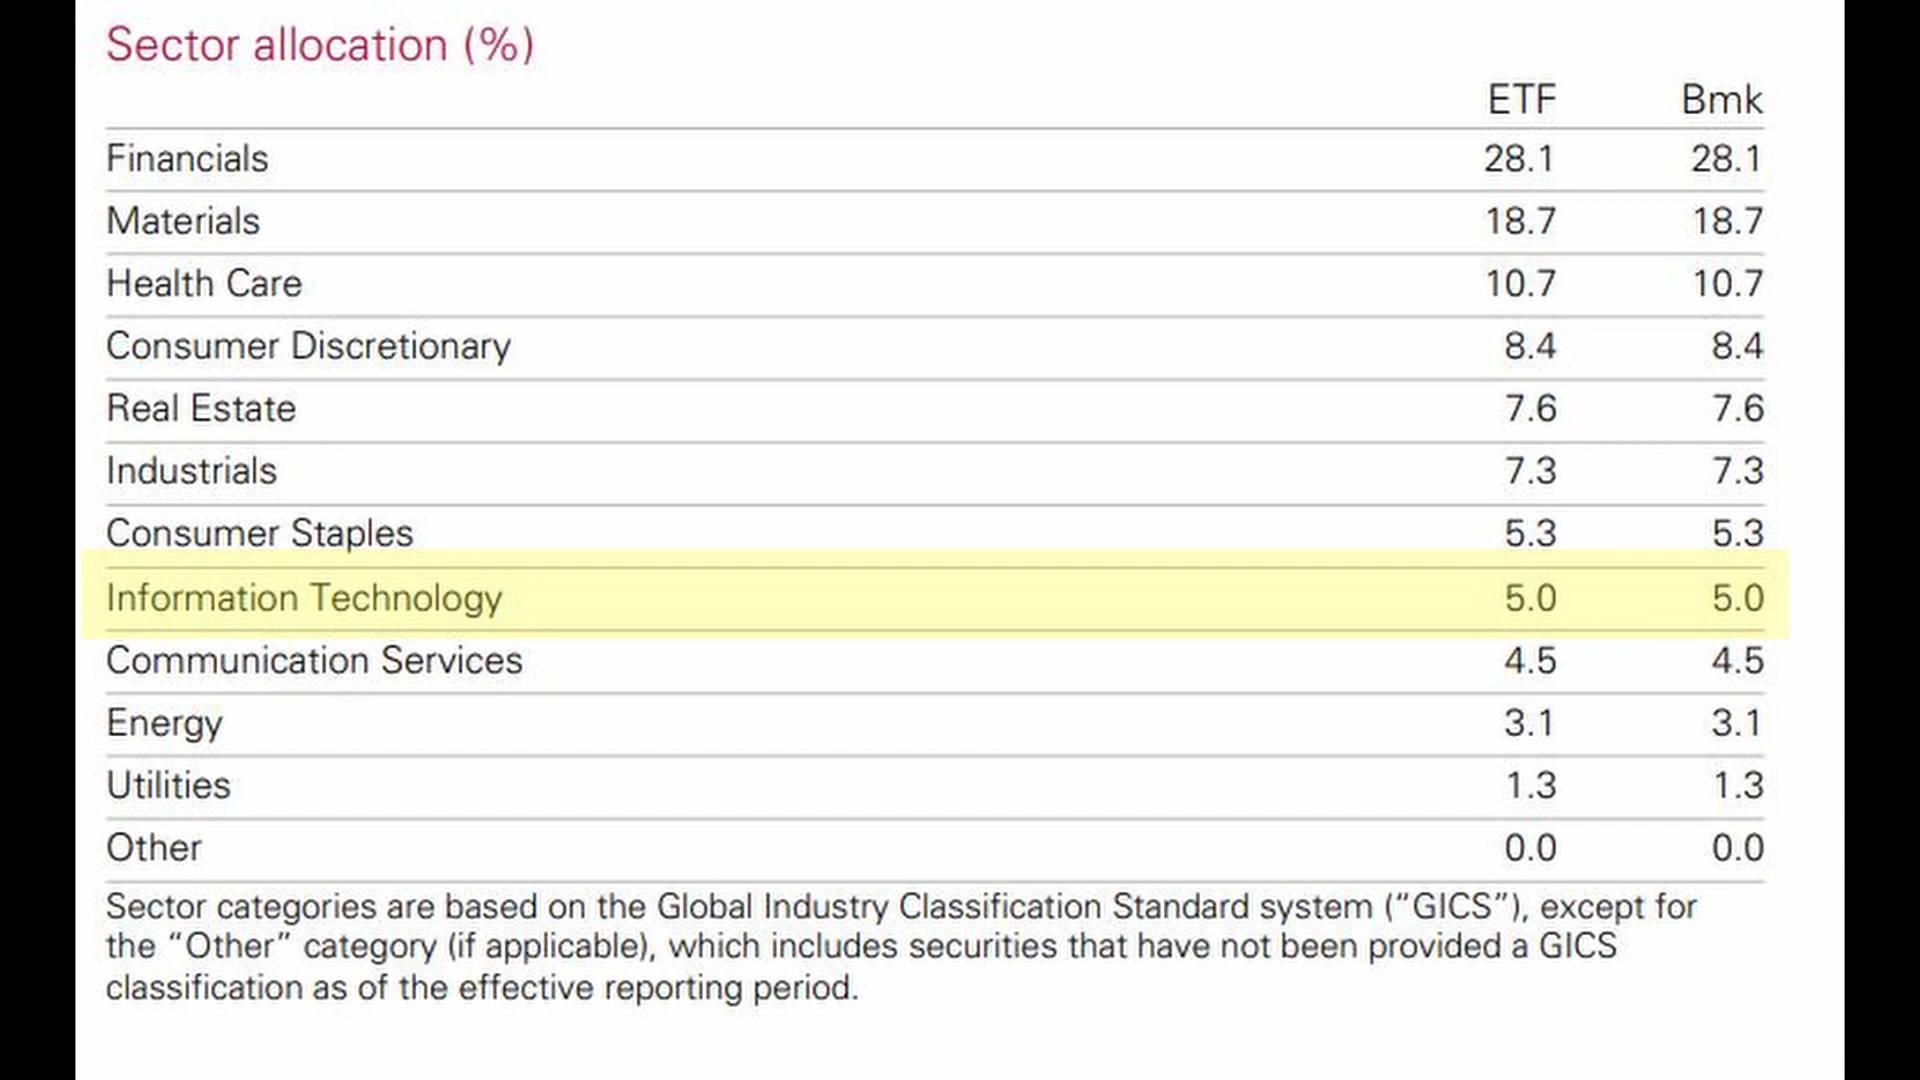 Sector allocation (%)
ETF Bmk
Financials 28.1 28.1
Materials 18.7 18.7
Health Care 10.7 10.7
Consumer Discretionary 8.4 8.4
Real Estate 7.6 7.6
Industrials 7.3 7.3
Consumer Staples 5.3 5.3
Information Technology 5.0 5.0
Communication Services 4.5 4.5
Energy 3.1 3.1
Utilities 1.3 1.3
Other 0.0 0.0
Sector categories are based on the Global Industry Classification Standard system (“GICS”), except for
the “Other” category (if applicable), which includes securities that have not been provided a GICS
classification as of the effective reporting period.